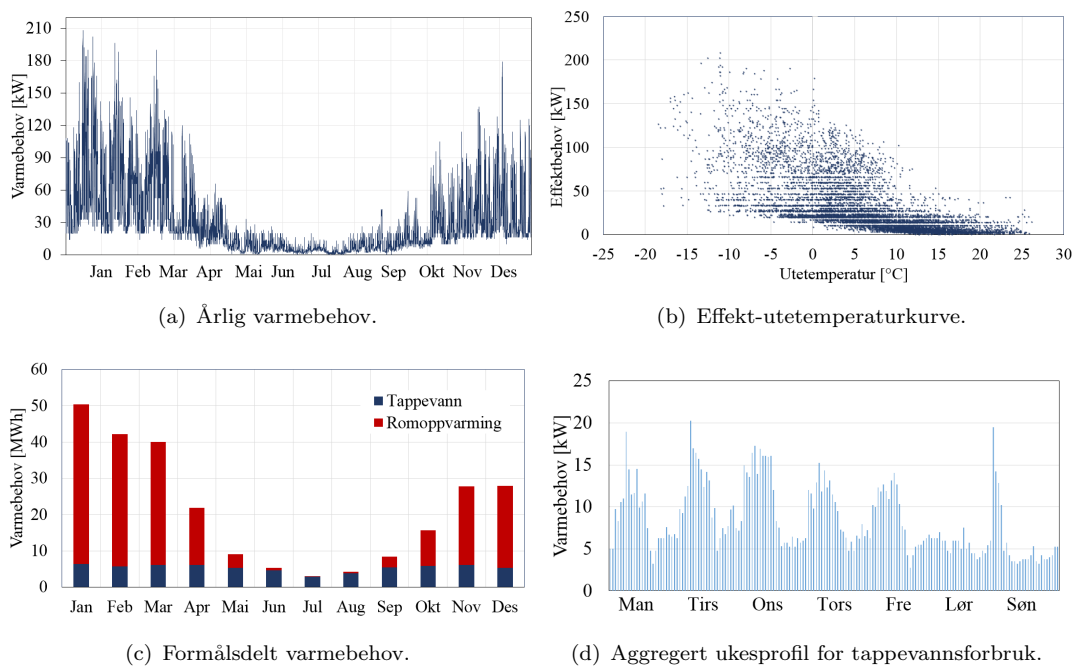 Varmebehov [kW]
210
180
150
120
90
60
30
0
Jan Feb Mar Apr Mai Jun Jul Aug Sep Okt Nov Des
(a) Årlig varmebehov.
Effektbehov [kW]
250
200
150
100
50
0
-25 -20 -15 -10 -5 0 5 10 15 20 25 30
Utetemperatur [°C]
(b) Effekt-utetemperaturkurve.
Varmebehov [MWh]
60
50
40
30
20
10
0
Tappevann
Romoppvarming
Jan Feb Mar Apr Mai Jun Jul Aug Sep Okt Nov Des
(c) Formålsdelt varmebehov.
Varmebehov [kW]
25
20
15
10
5
0
Man Tirs Ons Tors Fre Lør Søn
(d) Aggregert ukesprofil for tappevannsforbruk.